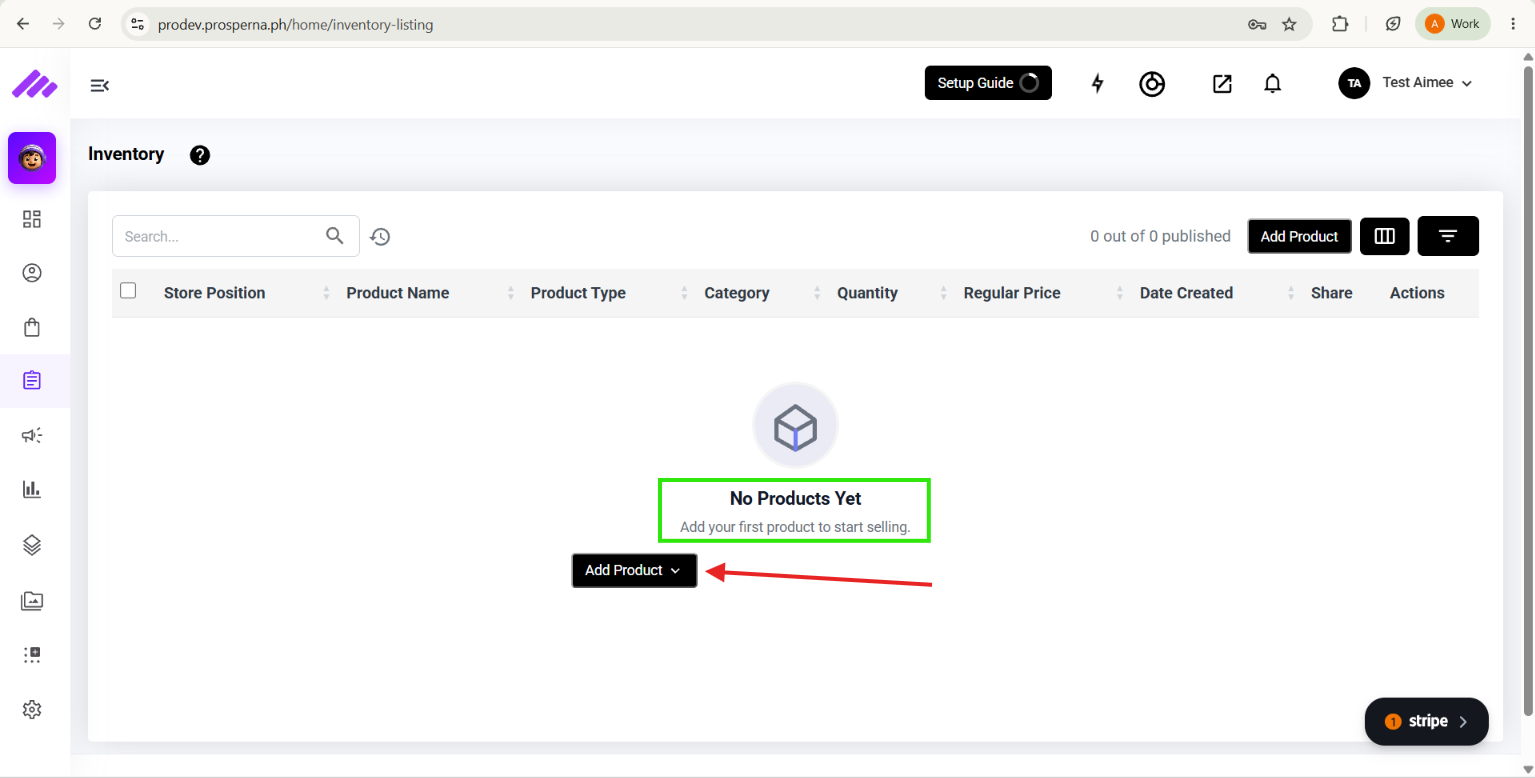 prodev.prosperna.ph/home/inventory-listing
A Work
Setup Guide
TA Test Aimee
Inventory ?
Search...
0 out of 0 published Add Product
Store Position Product Name Product Type Category Quantity Regular Price Date Created Share Actions
No Products Yet
Add your first product to start selling.
Add Product
1 stripe